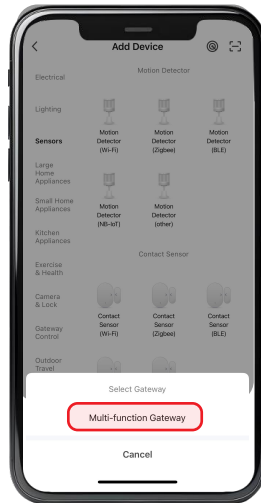 Add Device
Electrical
Lighting
Sensors
Large
Home
Appliances
Small Home
Appliances
Kitchen
Appliances
Exercise
& Health
Camera
& Lock
Gateway
Control
Outdoor
Travel
Motion Detector
Motion Detector (Wi-Fi)
Motion Detector (Zigbee)
Motion Detector (BLE)
Motion Detector (NB-IoT)
Motion Detector (other)
Contact Sensor
Contact Sensor (Wi-Fi)
Contact Sensor (Zigbee)
Contact Sensor (BLE)
Select Gateway
Multi-function Gateway
Cancel